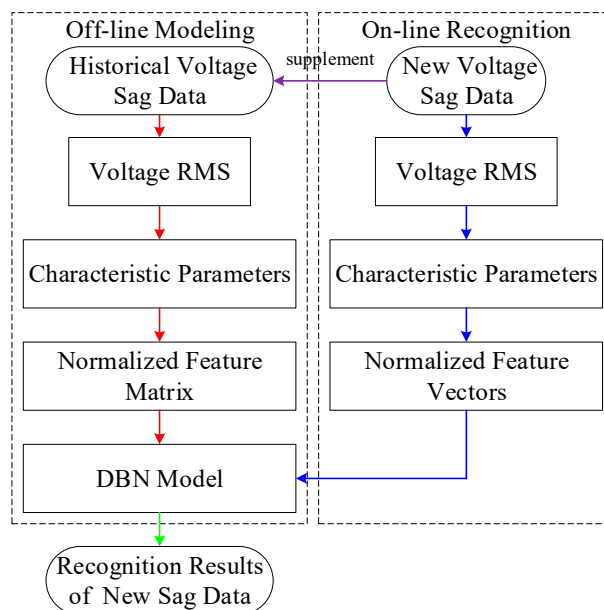 Off-line Modeling
Historical Voltage
Sag Data
Voltage RMS
Characteristic Parameters
Normalized Feature
Matrix
DBN Model
Recognition Results
of New Sag Data
supplement
On-line Recognition
New Voltage
Sag Data
Voltage RMS
Characteristic Parameters
Normalized Feature
Vectors